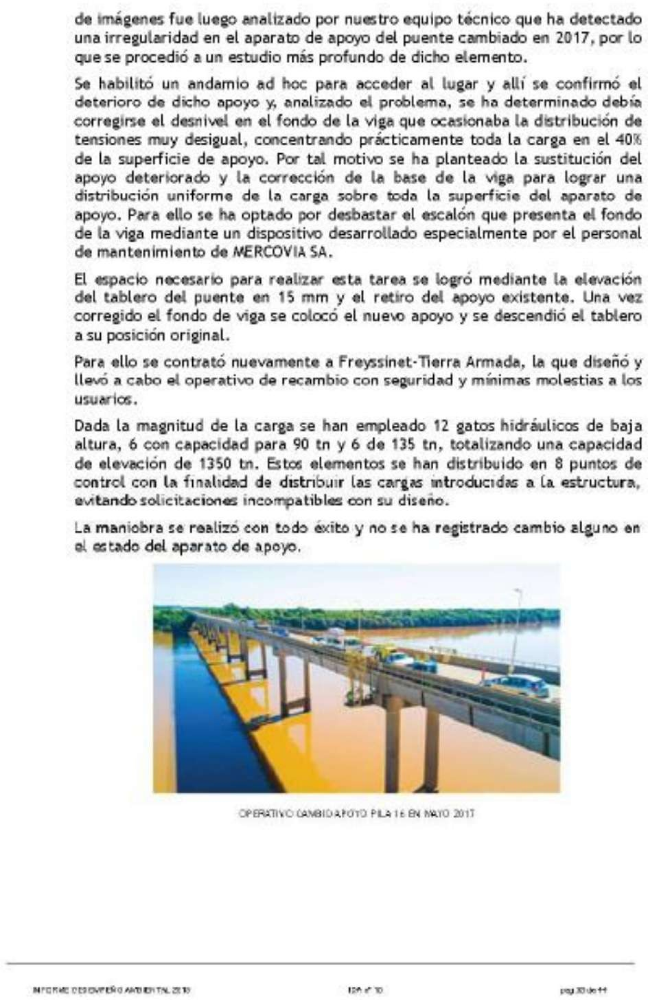 de imágenes fue luego analizado por nuestro equipo técnico que ha detectado
una irregularidad en el aparato de apoyo del puente cambiado en 2017, por lo
que se procedió a un estudio más profundo de dicho elemento.
Se habilitó un andamio ad hoc para acceder al lugar y allí se confirmó el
deterioro de dicho apoyo y, analizado el problema, se ha determinado debía
corregirse el desnivel en el fondo de la viga que ocasionaba la distribución de
tensiones muy desigual, concentrando prácticamente toda la carga en el 40%
de la superficie de apoyo. Por tal motivo se ha planteado la sustitución del
apoyo deteriorado y la corrección de la base de la viga para lograr una
distribución uniforme de la carga sobre toda la superficie del aparato de
apoyo. Para ello se ha optado por desbastar el escalón que presenta el fondo
de la viga mediante un dispositivo desarrollado especialmente por el personal
de mantenimiento de MERCOVIA SA.
El espacio necesario para realizar esta tarea se logró mediante la elevación
del tablero del puente en 15 mm y el retiro del apoyo existente. Una vez
corregido el fondo de viga se colocó el nuevo apoyo y se descendió el tablero
a su posición original.
Para ello se contrató nuevamente a Freyssinet-Tierra Armada, la que diseñó y
llevó a cabo el operativo de recambio con seguridad y mínimas molestias a los
usuarios.
Dada la magnitud de la carga se han empleado 12 gatos hidráulicos de baja
altura, 6 con capacidad para 90 tn y 6 de 135 tn, totalizando una capacidad
de elevación de 1350 tn. Estos elementos se han distribuido en 8 puntos de
control con la finalidad de distribuir las cargas introducidas a la estructura,
evitando solicitaciones incompatibles con su diseño.
La maniobra se realizó con todo éxito y no se ha registrado cambio alguno en
el estado del aparato de apoyo.
OPERATIVO CAMBIO APOYO PILA 16 EN MAYO 2017
INFORME DESEMPEÑO AMBIENTAL 2018
IDA nº 10
pag de 44